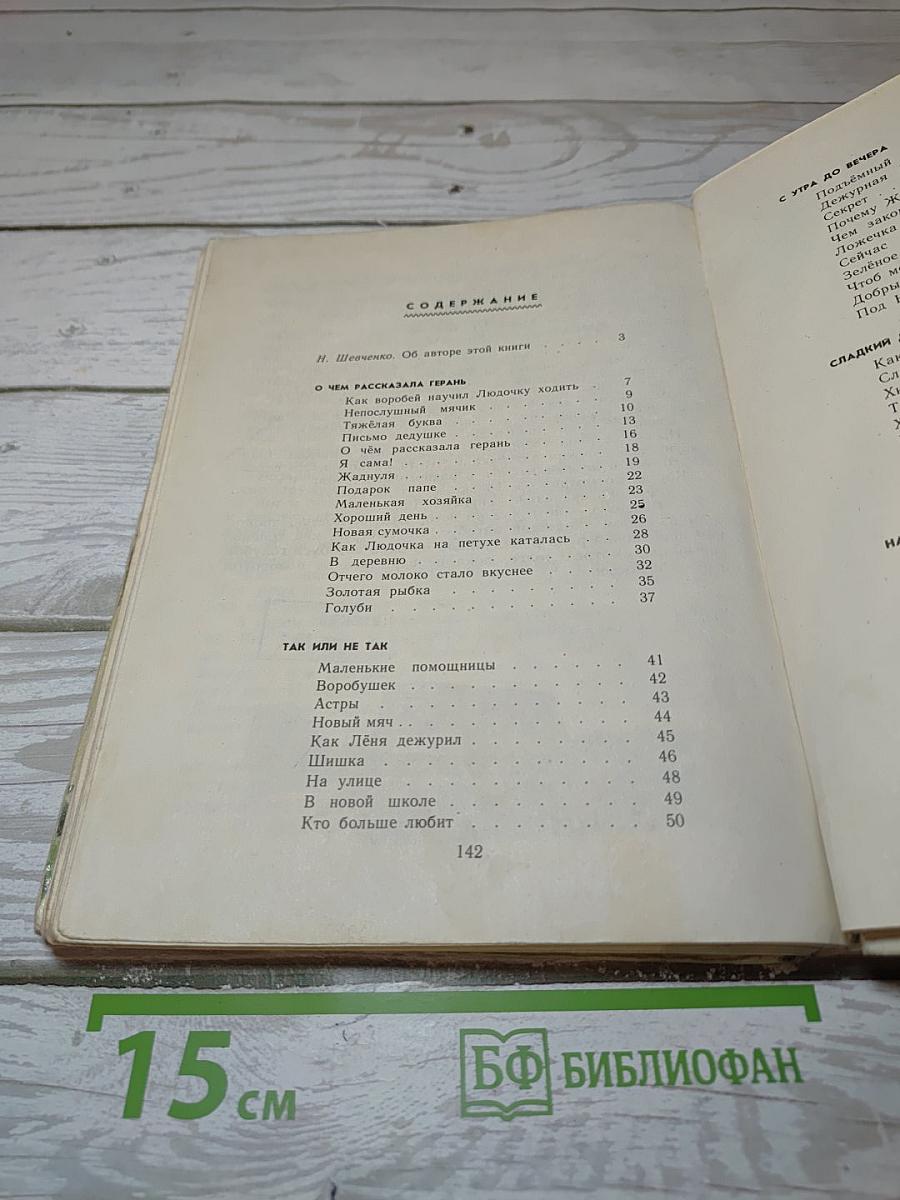 СОДЕРЖАНИЕ
Н. Шевченко. Об авторе этой книги . . . . 3
О ЧЕМ РАССКАЗАЛА ГЕРАНЬ
Как воробей научил Людочку ходить . 7
Непослушный мячик . . . . . . . 9
Тяжёлая буква . . . . . . . . 10
Письмо дедушке . . . . . . . . 13
О чём рассказала герань . . . . . 16
Я сама! . . . . . . . . . . 18
Жаднуля . . . . . . . . . . 19
Подарок папе . . . . . . . . 22
Маленькая хозяйка . . . . . . . 23
Хороший день . . . . . . . . . 25
Новая сумочка . . . . . . . . . 26
Как Людочка на петухе каталась . . 28
В деревню . . . . . . . . . . 30
Отчего молоко стало вкуснее . . . . 32
Золотая рыбка . . . . . . . . 35
Голуби . . . . . . . . . . . 37
ТАК ИЛИ НЕ ТАК
Маленькие помощницы . . . . . . 41
Воробушек . . . . . . . . . . 42
Астры . . . . . . . . . . . 43
Новый мяч . . . . . . . . . . 44
Как Лёня дежурил . . . . . . . . 45
Шишка . . . . . . . . . . . 46
На улице . . . . . . . . . . 48
В новой школе . . . . . . . . . 49
Кто больше любит . . . . . . . . 50
142
С УТРА ДО ВЕЧЕРА
Подъёмный
Дежурная
Секрет . .
Почему
Чем
Ложечка
Сейчас
Зелёное
Чтоб
Под
СЛАДКИЙ
15 см
БФ БИБЛИОФАН